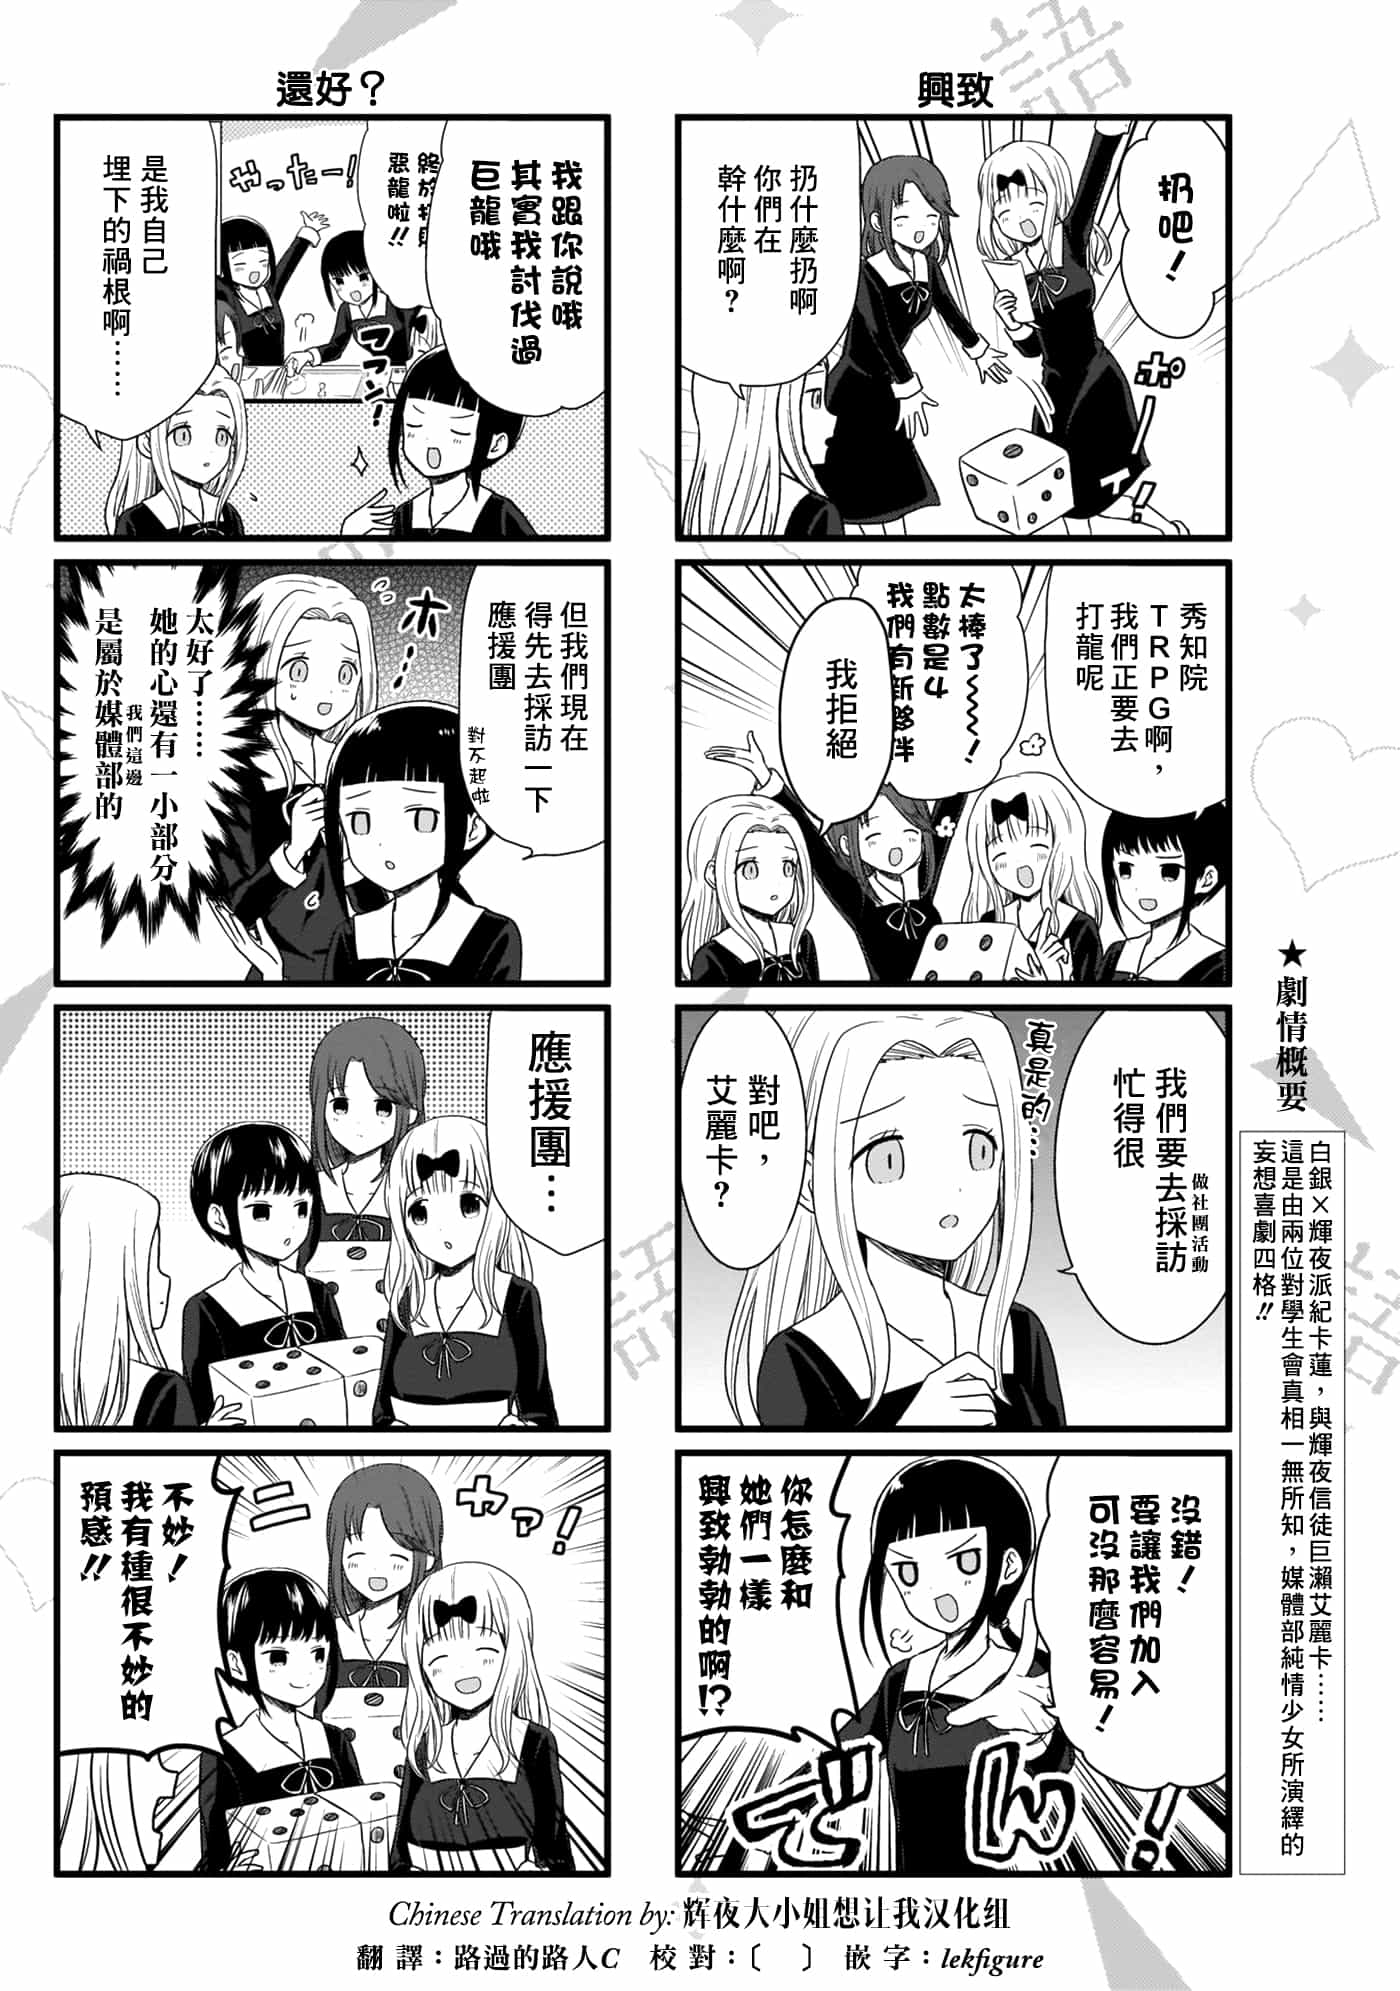 興致
扔吧！
扔什麼扔啊
你們在
幹什麼啊？
ポーイ！
秀知院
TRPG啊，
我們正要去
打龍呢
太棒了～～～～！
點數是4
我們有新夥伴
我拒絕
我們要去採訪
做社團活動
忙得很
真是的…
對吧，
艾麗卡？
沒錯！
要讓我們加入
可沒那麼容易！
你怎麼和
她們一樣
興致勃勃的啊!?
でん！
還好？
我跟你說哦
其實我討伐過
巨龍哦
惡龍啦!!
やったー！
フフン！
是我自己
埋下的禍根啊……
但我們現在
得先去採訪一下
應援團
對不起啦
ホ…
太好了……
她的心還有一小部分
是屬於媒體部的
我們這邊
應援團…
ニヤァ！
不妙！
我有種很不妙的
預感!!
★劇情概要
白銀×輝夜派紀卡蓮，與輝夜信徒巨瀨艾麗卡……
這是由兩位對學生會真相一無所知，媒體部純情少女所演繹的
妄想喜劇四格!!
Chinese Translation by: 辉夜大小姐想让我汉化组
翻譯：路過的路人C　校對：〔　〕　嵌字：lekfigure